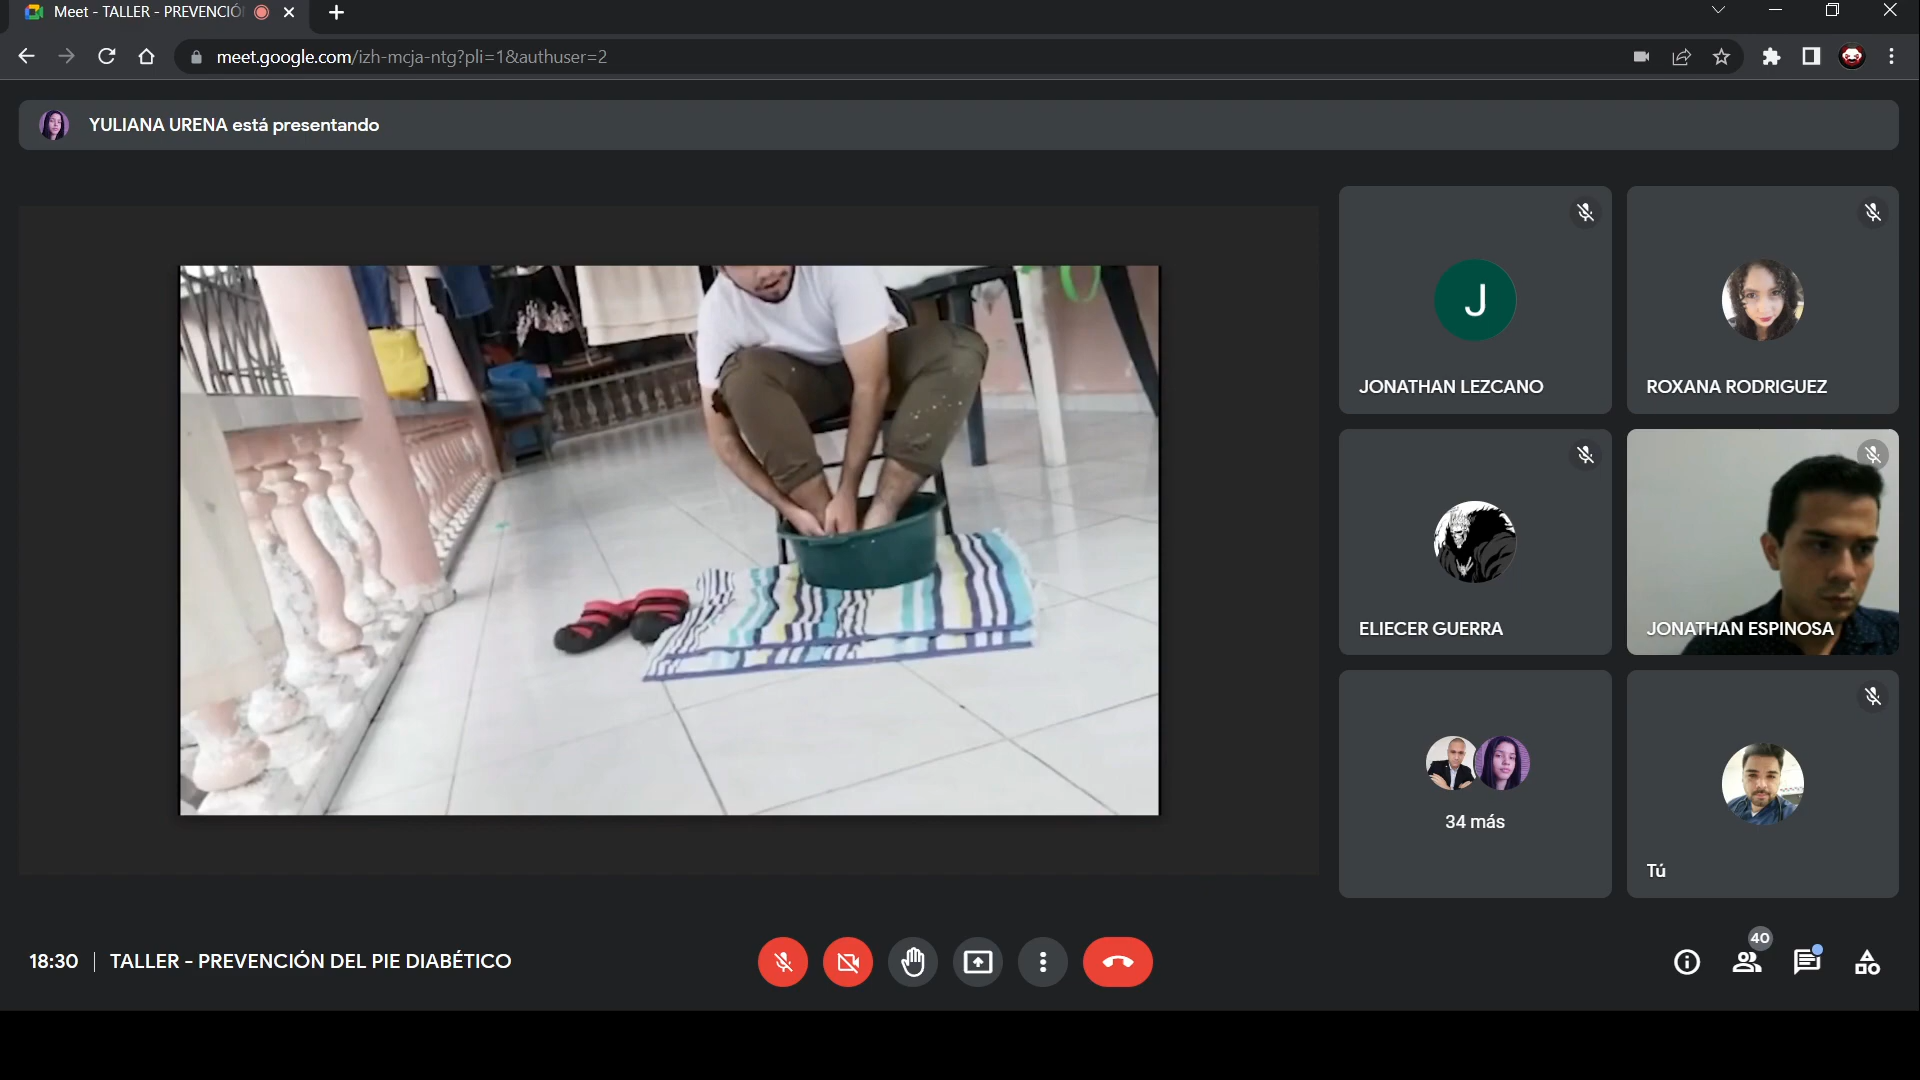 Meet - TALLER - PREVENCIÓN
meet.google.com/izh-mcja-ntg?pli=1&authuser=2
YULIANA URENA está presentando
J
JONATHAN LEZCANO
ROXANA RODRIGUEZ
ELIECER GUERRA
JONATHAN ESPINOSA
34 más
Tú
18:30 | TALLER - PREVENCIÓN DEL PIE DIABÉTICO
40